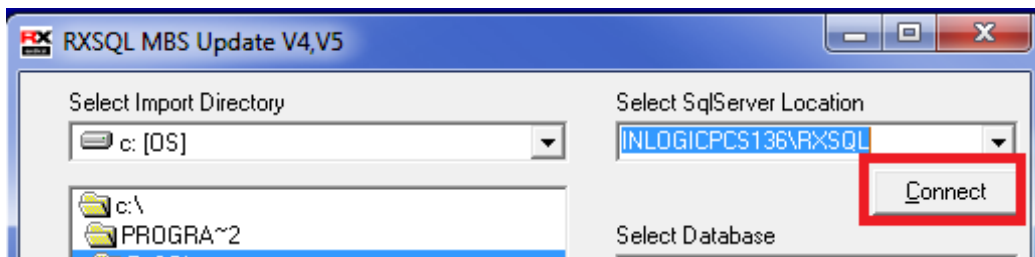 RX RXSQL MBS Update V4,V5
Select Import Directory
Select SqlServer Location
c: [OS]
INLOGICPCS136\RXSQL
Connect
c:\
PROGRA~2
Select Database